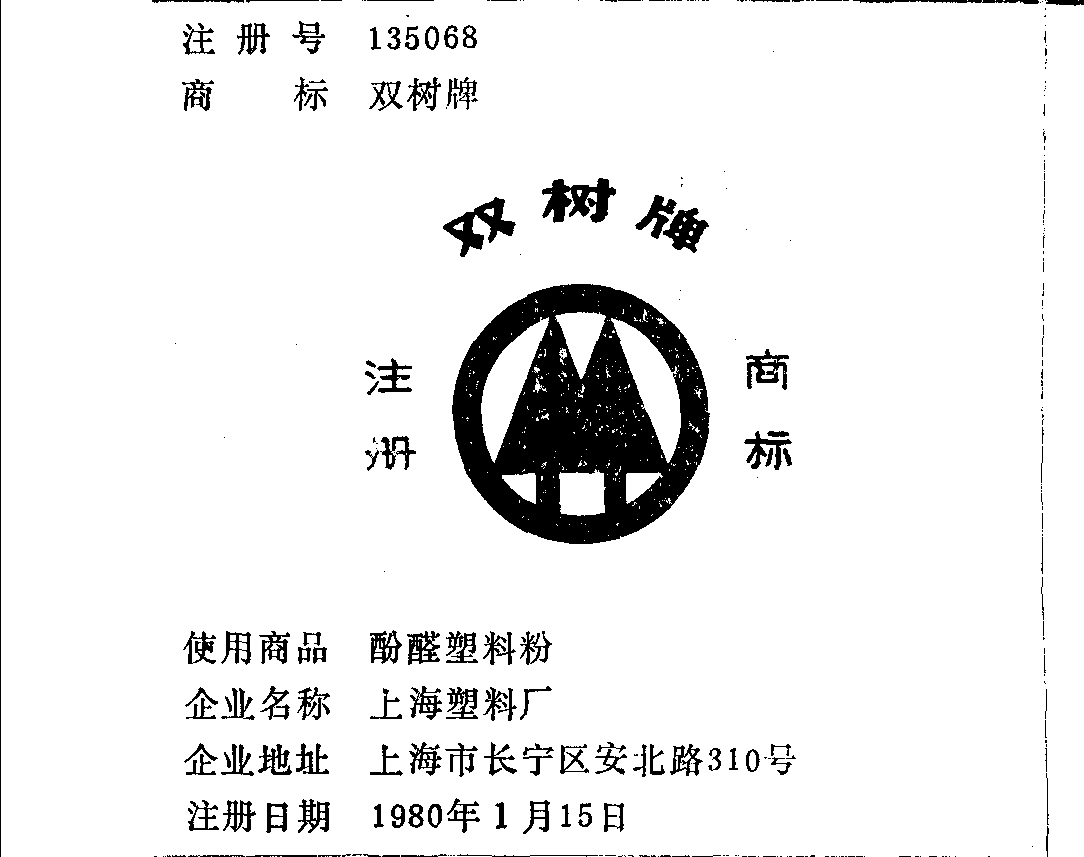 注册号 135068
商标 双树牌
双树牌
注册
商标
使用商品 酚醛塑料粉
企业名称 上海塑料厂
企业地址 上海市长宁区安北路310号
注册日期 1980年1月15日